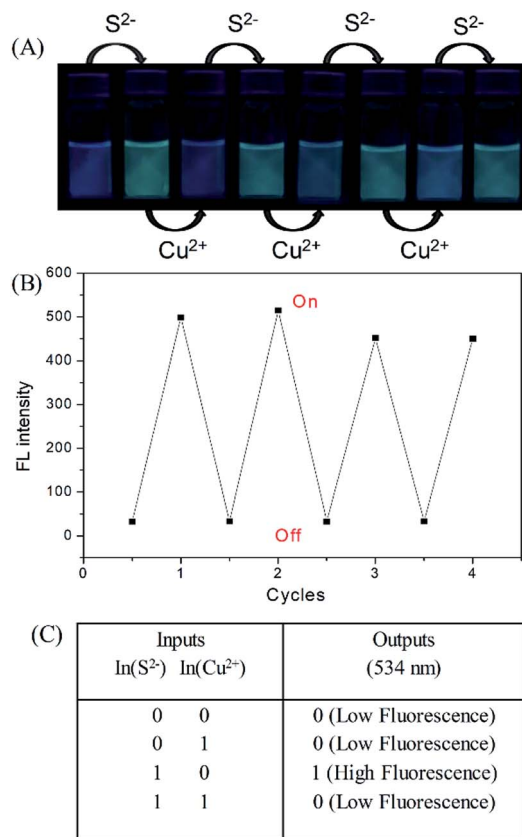 (A)
S²⁻ S²⁻ S²⁻ S²⁻
Cu²⁺ Cu²⁺ Cu²⁺
(B)
600
500
400
300
200
100
0
FL intensity
On
Off
0 1 2 3 4
Cycles
(C)
Inputs Outputs
In(S²⁻) In(Cu²⁺) (534 nm)
0 0 0 (Low Fluorescence)
0 1 0 (Low Fluorescence)
1 0 1 (High Fluorescence)
1 1 0 (Low Fluorescence)